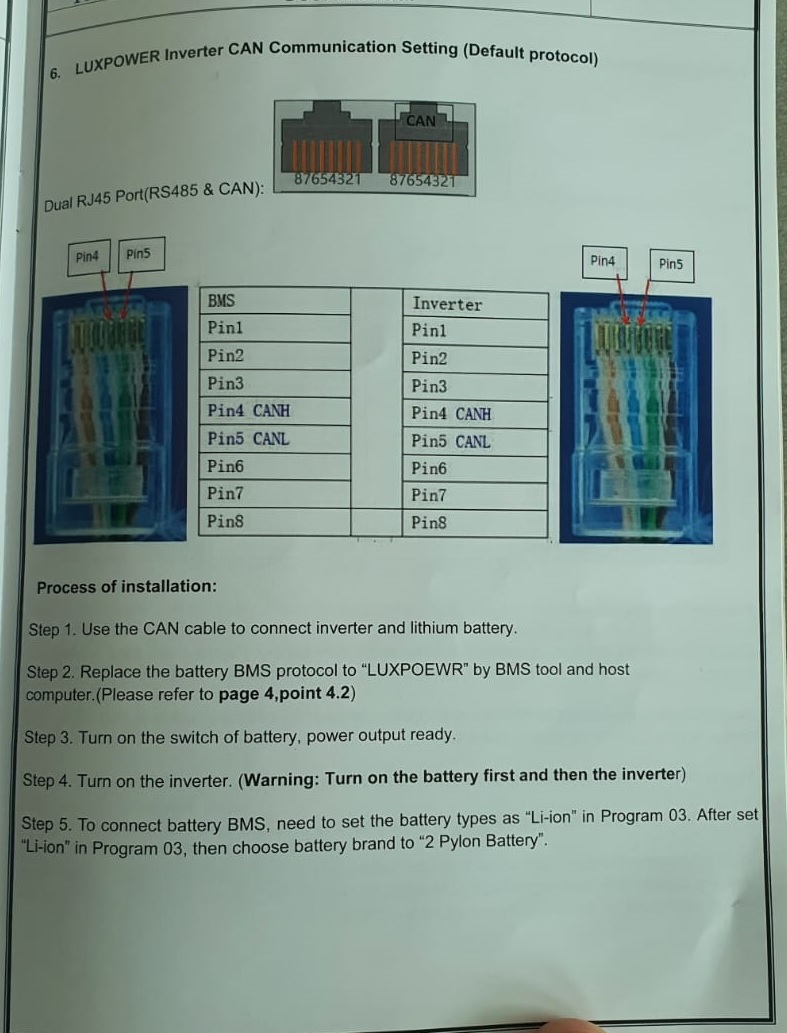 6. LUXPOWER Inverter CAN Communication Setting (Default protocol)
CAN
87654321 87654321
Dual RJ45 Port(RS485 & CAN):
Pin4 Pin5
Pin4 Pin5
BMS Inverter
Pin1 Pin1
Pin2 Pin2
Pin3 Pin3
Pin4 CANH Pin4 CANH
Pin5 CANL Pin5 CANL
Pin6 Pin6
Pin7 Pin7
Pin8 Pin8
Process of installation:
Step 1. Use the CAN cable to connect inverter and lithium battery.
Step 2. Replace the battery BMS protocol to “LUXPOEWR” by BMS tool and host
computer.(Please refer to page 4,point 4.2)
Step 3. Turn on the switch of battery, power output ready.
Step 4. Turn on the inverter. (Warning: Turn on the battery first and then the inverter)
Step 5. To connect battery BMS, need to set the battery types as “Li-ion” in Program 03. After set
“Li-ion” in Program 03, then choose battery brand to “2 Pylon Battery”.